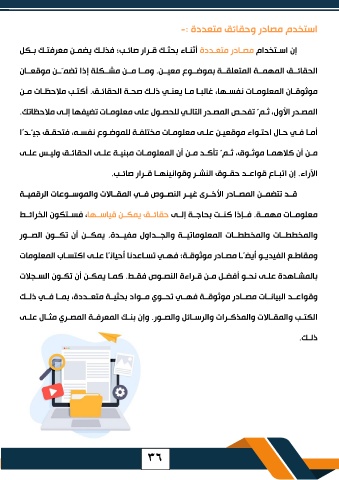 استخدم مصادر وحقائق متعددة :-
إن استخدام مصادر متعددة أثناء بحثك قرار صائب؛ فذلك يضمن معرفتك بكل
الحقائق المهمة المتعلقة بموضوع معين. وما من مشكلة إذا تضمّن موقعان
موثوقان المعلومات نفسها، غالبا ما يعني ذلك صحة الحقائق. أكتب ملاحظات من
المصدر الأول، ثمّ تفحص المصدر التالي للحصول على معلومات تضيفها إلى ملاحظاتك.
أما في حال احتواء موقعين على معلومات مختلفة للموضوع نفسه، فتحقق جيّدًا
من أن كلاهما موثوق، ثمّ تأكد من أن المعلومات مبنية على الحقائق وليس على
الآراء. إن اتباع قواعد حقوق النشر وقوانينها قرار صائب.
قد تتضمن المصادر الأخرى غير النصوص في المقالات والموسوعات الرقمية
معلومات مهمة. فإذا كنت بحاجة إلى حقائق يمكن قياسها، فستكون الخرائط
والمخططات والمخططات المعلوماتية والجداول مفيدة. يمكن أن تكون الصور
ومقاطع الفيديو أيضًا مصادر موثوقة؛ فهي تساعدنا أحيانًا على اكتساب المعلومات
بالمشاهدة على نحو أفضل من قراءة النصوص فقط. كما يمكن أن تكون السجلات
وقواعد البيانات مصادر موثوقة فهي تحوي مواد بحثية متعددة، بما في ذلك
الكتب والمقالات والمذكرات والرسائل والصور. وإن بنك المعرفة المصري مثال على
ذلك.
٣٦